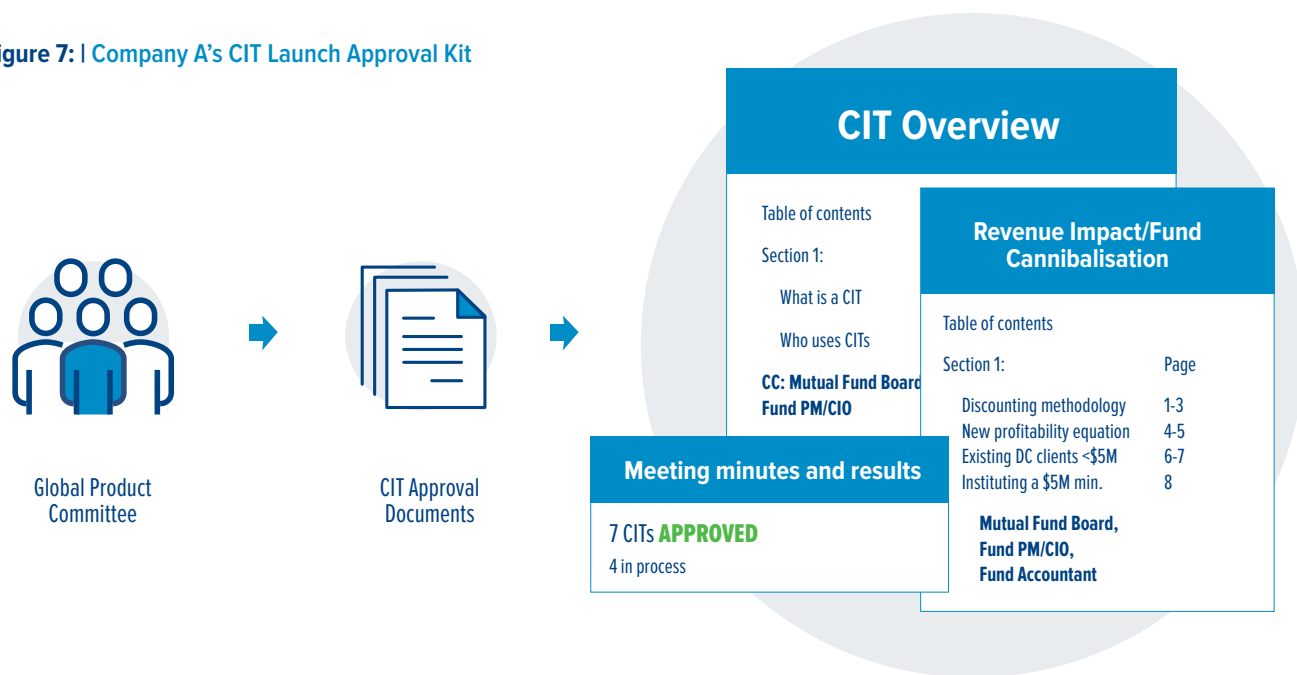 igure 7: | Company A's CIT Launch Approval Kit
Global Product
Committee
CIT Approval
Documents
CIT Overview
Table of contents
Section 1:
What is a CIT
Who uses CITs
CC: Mutual Fund Board
Fund PM/CIO
Revenue Impact/Fund
Cannibalisation
Table of contents
Section 1: Page
Discounting methodology 1-3
New profitability equation 4-5
Existing DC clients <$5M 6-7
Instituting a $5M min. 8
Mutual Fund Board,
Fund PM/CIO,
Fund Accountant
Meeting minutes and results
7 CITs APPROVED
4 in process